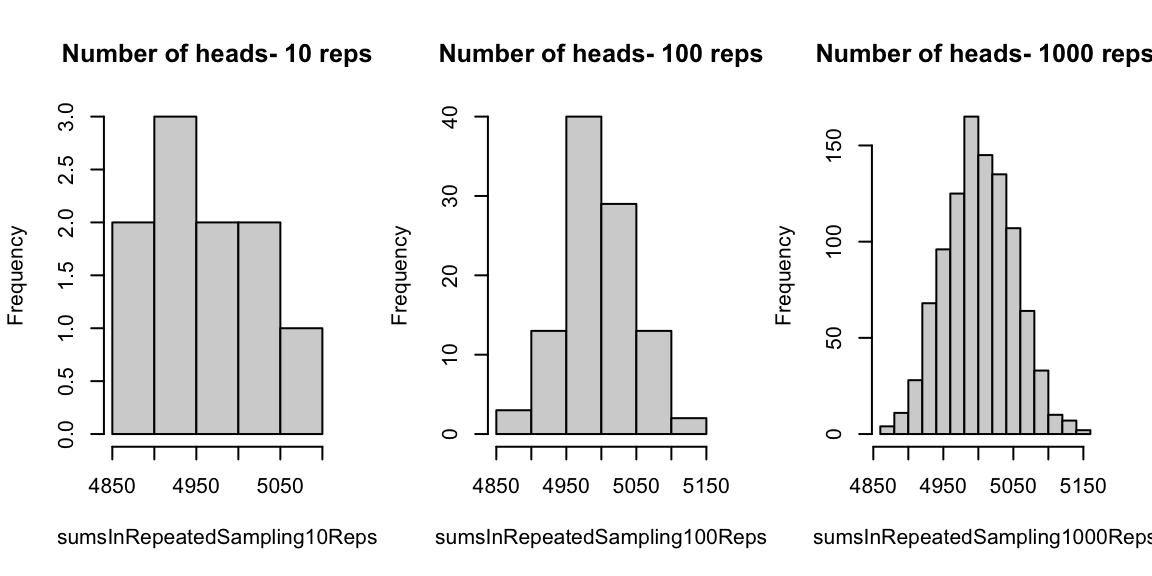 Number of heads- 10 reps
Frequency
0.0 0.5 1.0 1.5 2.0 2.5 3.0
4850 4950 5050
sumsInRepeatedSampling10Reps
Number of heads- 100 reps
Frequency
0 10 20 30 40
4850 4950 5050 5150
sumsInRepeatedSampling100Reps
Number of heads- 1000 reps
Frequency
0 50 100 150
4850 4950 5050 5150
sumsInRepeatedSampling1000Reps